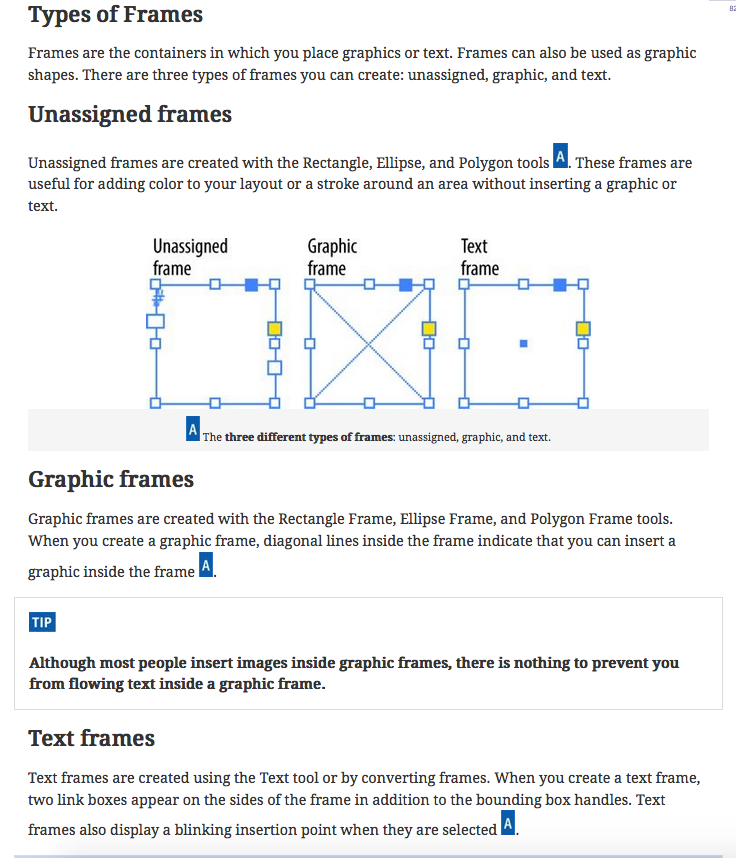 82
Types of Frames
Frames are the containers in which you place graphics or text. Frames can also be used as graphic
shapes. There are three types of frames you can create: unassigned, graphic, and text.
Unassigned frames
Unassigned frames are created with the Rectangle, Ellipse, and Polygon tools A. These frames are
useful for adding color to your layout or a stroke around an area without inserting a graphic or
text.
Unassigned Graphic Text
frame frame frame
#
A The three different types of frames: unassigned, graphic, and text.
Graphic frames
Graphic frames are created with the Rectangle Frame, Ellipse Frame, and Polygon Frame tools.
When you create a graphic frame, diagonal lines inside the frame indicate that you can insert a
graphic inside the frame A.
TIP
Although most people insert images inside graphic frames, there is nothing to prevent you
from flowing text inside a graphic frame.
Text frames
Text frames are created using the Text tool or by converting frames. When you create a text frame,
two link boxes appear on the sides of the frame in addition to the bounding box handles. Text
frames also display a blinking insertion point when they are selected A.